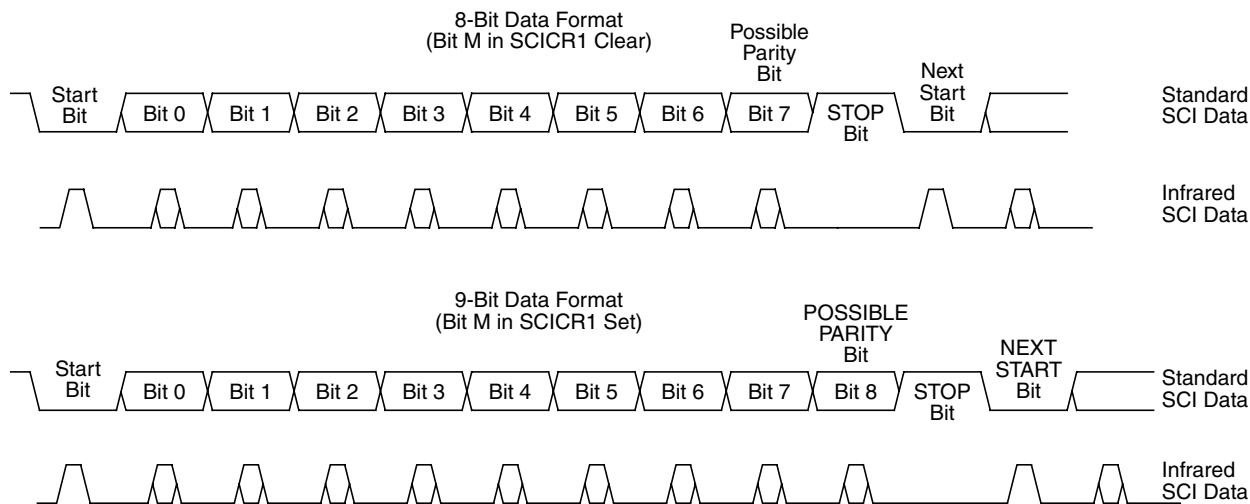 8-Bit Data Format
(Bit M in SCICR1 Clear)
Possible
Parity
Bit
Start
Bit
Bit 0
Bit 1
Bit 2
Bit 3
Bit 4
Bit 5
Bit 6
Bit 7
STOP
Bit
Next
Start
Bit
Standard
SCI Data
Infrared
SCI Data
9-Bit Data Format
(Bit M in SCICR1 Set)
POSSIBLE
PARITY
Bit
Start
Bit
Bit 0
Bit 1
Bit 2
Bit 3
Bit 4
Bit 5
Bit 6
Bit 7
Bit 8
STOP
Bit
NEXT
START
Bit
Standard
SCI Data
Infrared
SCI Data